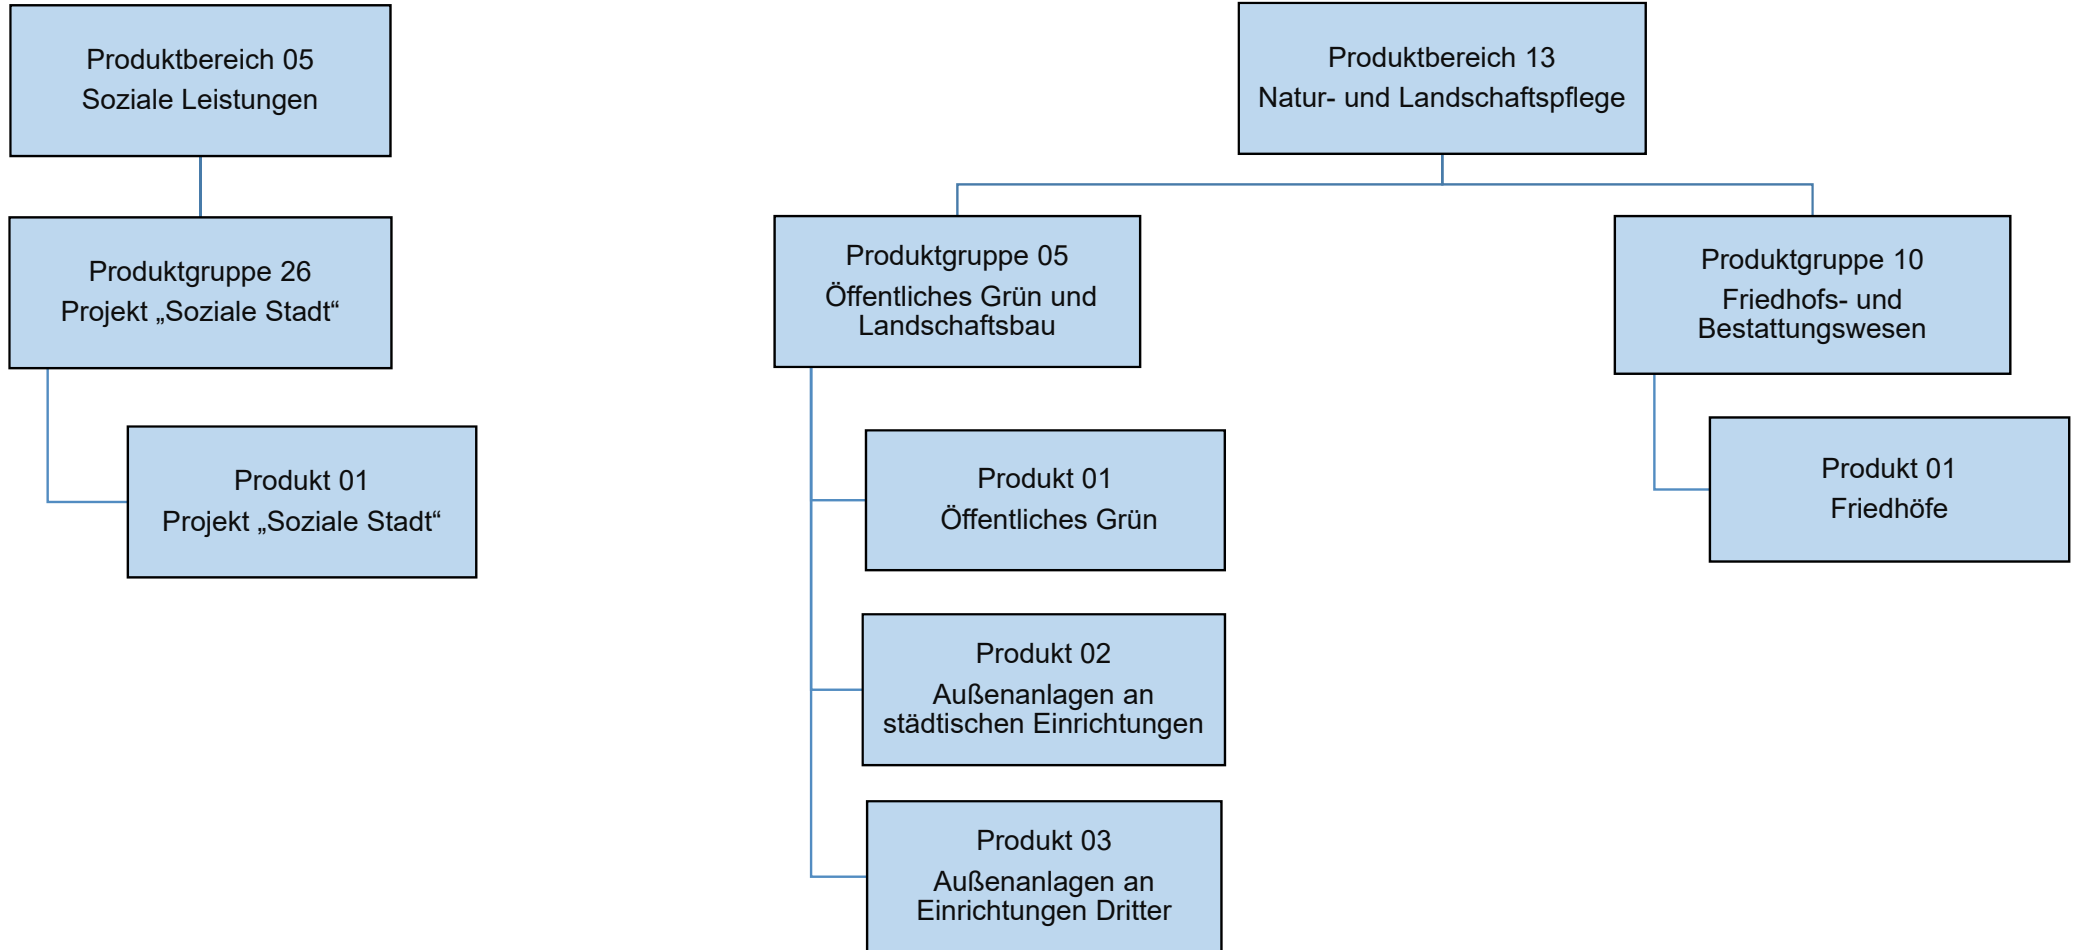 Produktbereich 05
Soziale Leistungen
Produktbereich 13
Natur- und Landschaftspflege
Produktgruppe 26
Projekt „Soziale Stadt“
Produktgruppe 05
Öffentliches Grün und
Landschaftsbau
Produktgruppe 10
Friedhofs- und
Bestattungswesen
Produkt 01
Projekt „Soziale Stadt“
Produkt 01
Öffentliches Grün
Produkt 01
Friedhöfe
Produkt 02
Außenanlagen an
städtischen Einrichtungen
Produkt 03
Außenanlagen an
Einrichtungen Dritter